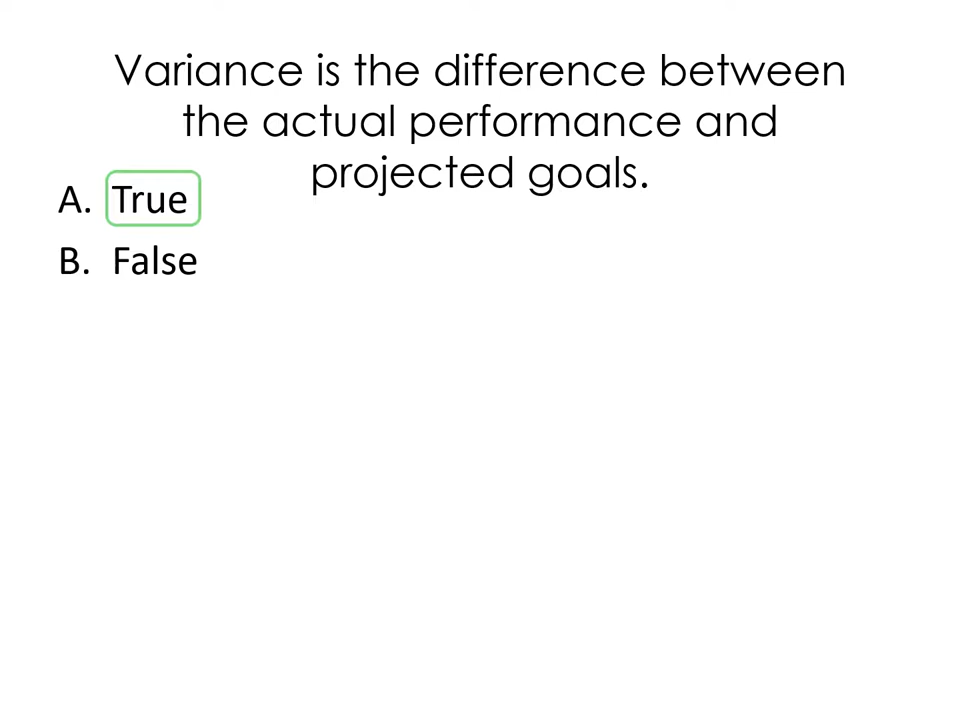 Variance is the difference between
the actual performance and
projected goals.
A. True
B. False